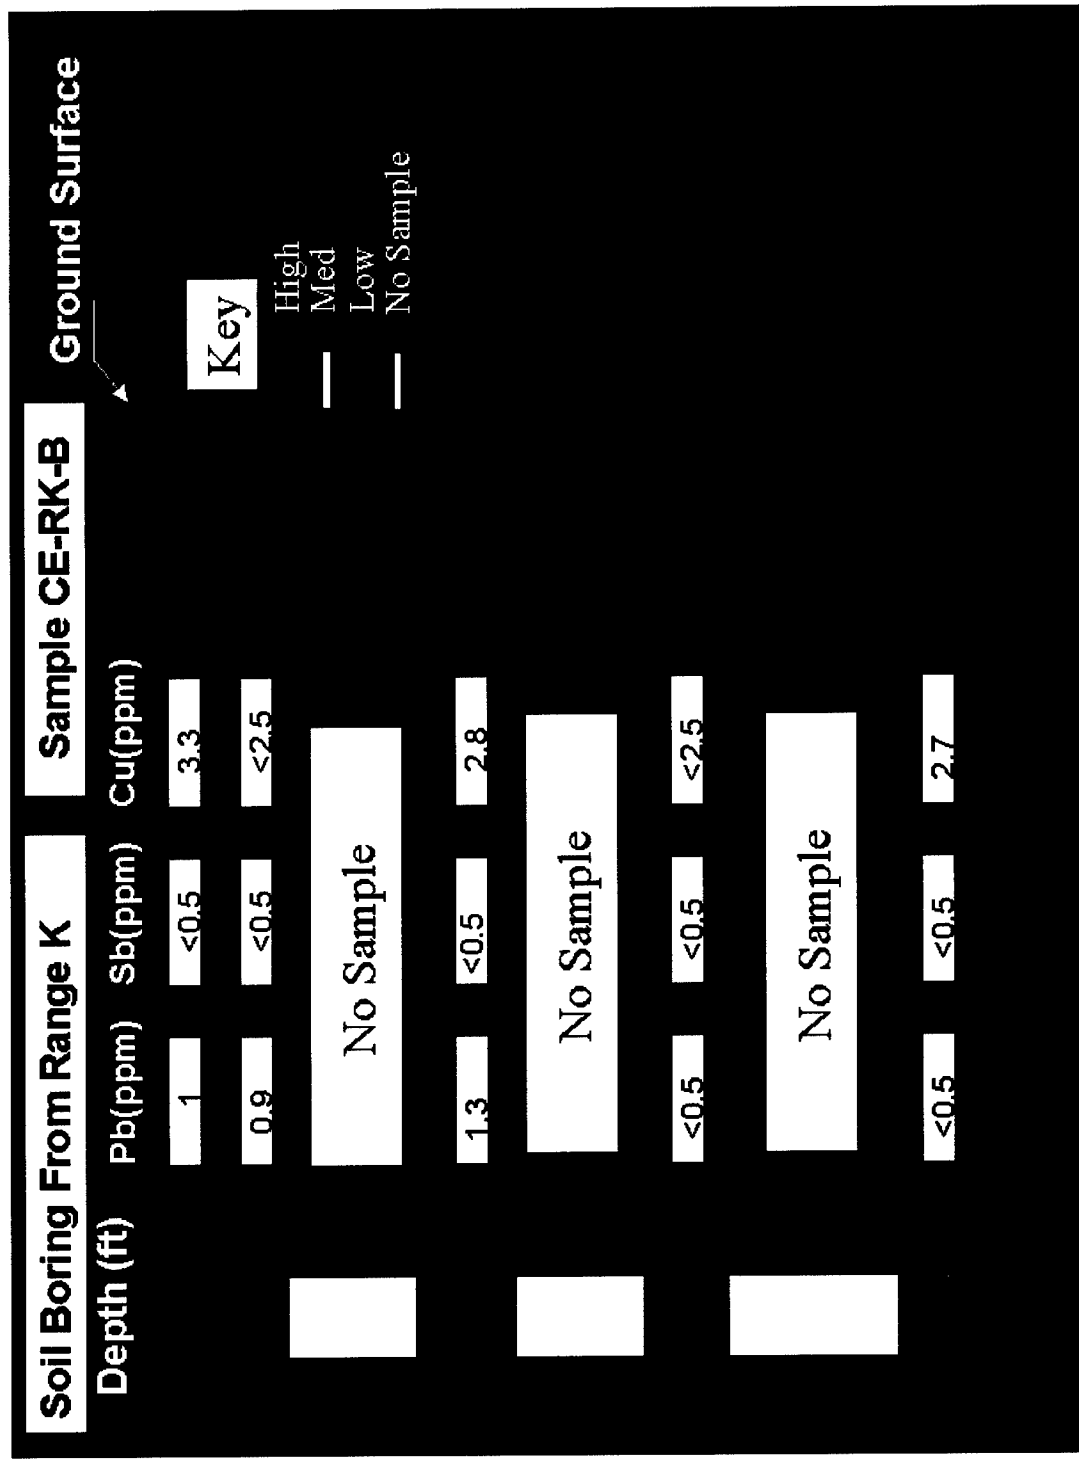 Soil Boring From Range K
Sample CE-RK-B
Ground Surface
Depth (ft)
Pb(ppm)
Sb(ppm)
Cu(ppm)
1
<0.5
3.3
0.9
<0.5
<2.5
No Sample
1.3
<0.5
2.8
No Sample
<0.5
<0.5
<2.5
No Sample
<0.5
<0.5
2.7
Key
High
Med
Low
No Sample